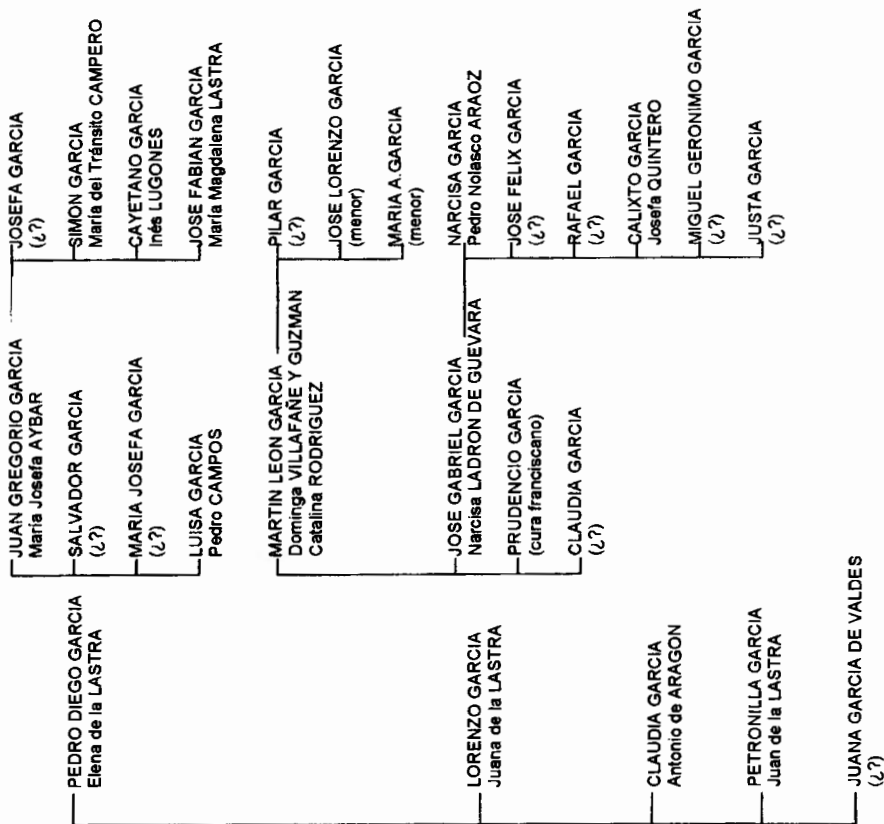 PEDRO DIEGO GARCIA
Elena de la LASTRA
JUAN GREGORIO GARCIA
María Josefa AYBAR
JOSEFA GARCIA
(¿?)
SIMON GARCIA
María del Tránsito CAMPERO
CAYETANO GARCIA
Inés LUGONES
JOSE FABIAN GARCIA
María Magdalena LASTRA
SALVADOR GARCIA
(¿?)
MARIA JOSEFA GARCIA
(¿?)
LUISA GARCIA
Pedro CAMPOS
LORENZO GARCIA
Juana de la LASTRA
MARTIN LEON GARCIA
Dominga VILLAFAÑE Y GUZMAN
Catalina RODRIGUEZ
PILAR GARCIA
(¿?)
JOSE LORENZO GARCIA
(menor)
MARIA A.GARCIA
(menor)
JOSE GABRIEL GARCIA
Narcisa LADRON DE GUEVARA
NARCISA GARCIA
Pedro Nolasco ARAOZ
JOSE FELIX GARCIA
(¿?)
RAFAEL GARCIA
(¿?)
CALIXTO GARCIA
Josefa QUINTERO
MIGUEL GERONIMO GARCIA
(¿?)
JUSTA GARCIA
(¿?)
PRUDENCIO GARCIA
(cura franciscano)
CLAUDIA GARCIA
(¿?)
CLAUDIA GARCIA
Antonio de ARAGON
PETRONILLA GARCIA
Juan de la LASTRA
JUANA GARCIA DE VALDES
(¿?)